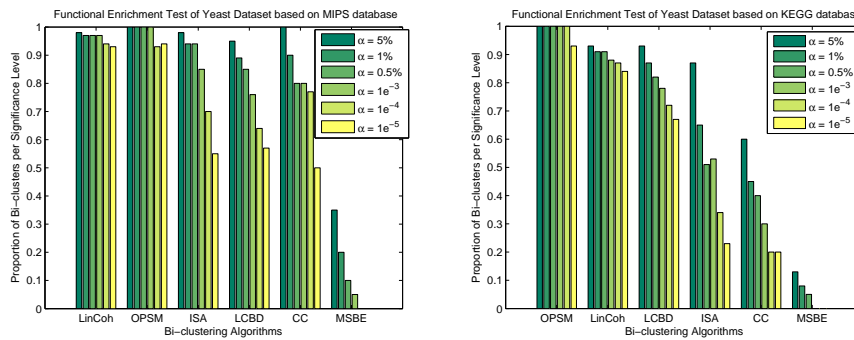 Functional Enrichment Test of Yeast Dataset based on MIPS database
Proportion of Bi-clusters per Significance Level
1
0.9
0.8
0.7
0.6
0.5
0.4
0.3
0.2
0.1
0
α = 5%
α = 1%
α = 0.5%
α = 1e⁻³
α = 1e⁻⁴
α = 1e⁻⁵
LinCoh OPSM ISA LCBD CC MSBE
Bi-clustering Algorithms
Functional Enrichment Test of Yeast Dataset based on KEGG database
Proportion of Bi-clusters per Significance Level
1
0.9
0.8
0.7
0.6
0.5
0.4
0.3
0.2
0.1
0
α = 5%
α = 1%
α = 0.5%
α = 1e⁻³
α = 1e⁻⁴
α = 1e⁻⁵
OPSM LinCoh LCBD ISA CC MSBE
Bi-clustering Algorithms